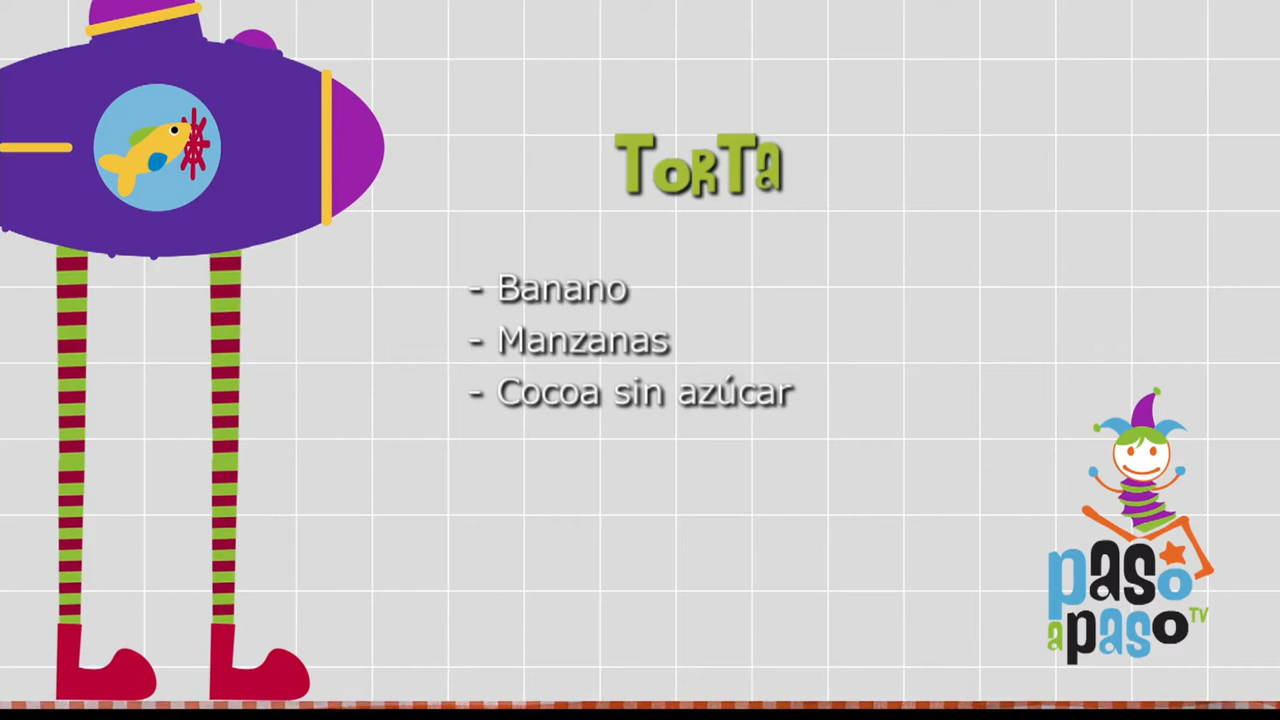 TorTa
- Banano
- Manzanas
- Cocoa sin azúcar
paso
a paso TV